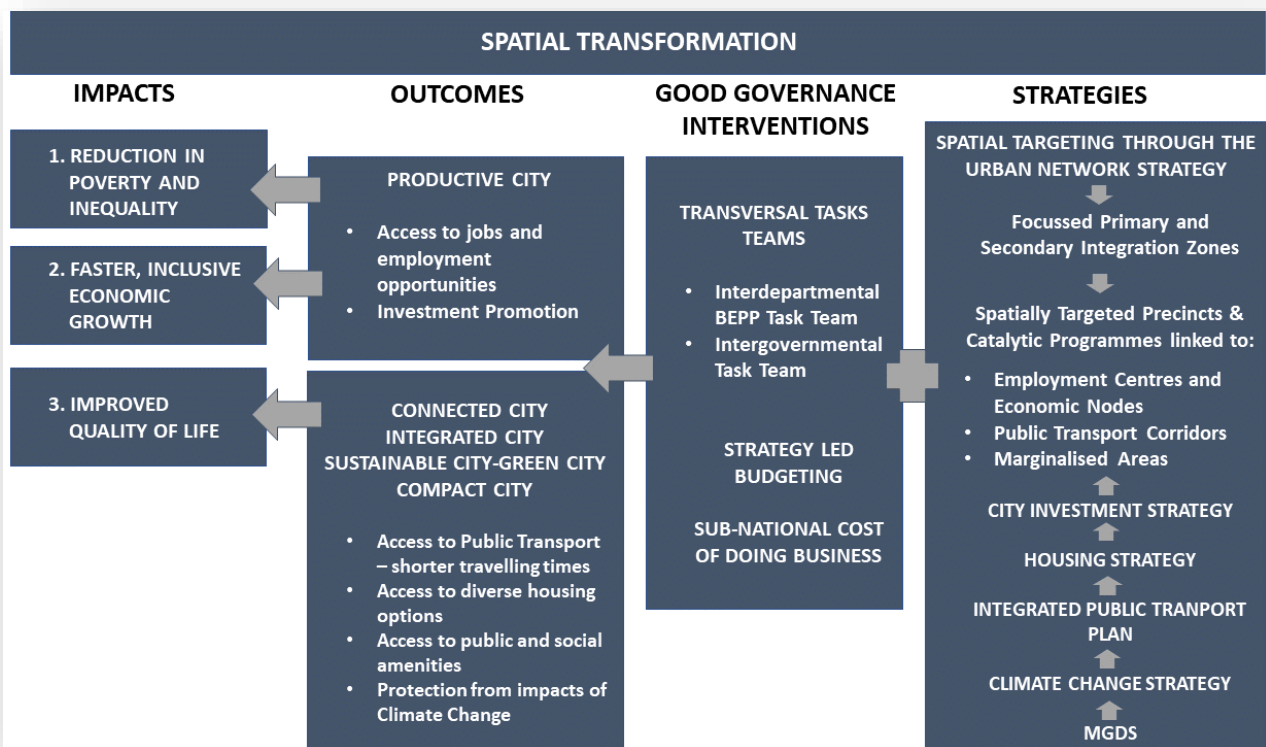 SPATIAL TRANSFORMATION
IMPACTS
1. REDUCTION IN
POVERTY AND
INEQUALITY
2. FASTER, INCLUSIVE
ECONOMIC
GROWTH
3. IMPROVED
QUALITY OF LIFE
OUTCOMES
PRODUCTIVE CITY
• Access to jobs and
employment
opportunities
• Investment Promotion
CONNECTED CITY
INTEGRATED CITY
SUSTAINABLE CITY-GREEN CITY
COMPACT CITY
• Access to Public Transport
– shorter travelling times
• Access to diverse housing
options
• Access to public and social
amenities
• Protection from impacts of
Climate Change
GOOD GOVERNANCE
INTERVENTIONS
TRANSVERSAL TASKS
TEAMS
• Interdepartmental
BEPP Task Team
• Intergovernmental
Task Team
STRATEGY LED
BUDGETING
SUB-NATIONAL COST
OF DOING BUSINESS
STRATEGIES
SPATIAL TARGETING THROUGH THE
URBAN NETWORK STRATEGY
Focussed Primary and
Secondary Integration Zones
Spatially Targeted Precincts &
Catalytic Programmes linked to:
• Employment Centres and
Economic Nodes
• Public Transport Corridors
• Marginalised Areas
CITY INVESTMENT STRATEGY
HOUSING STRATEGY
INTEGRATED PUBLIC TRANPORT
PLAN
CLIMATE CHANGE STRATEGY
MGDS